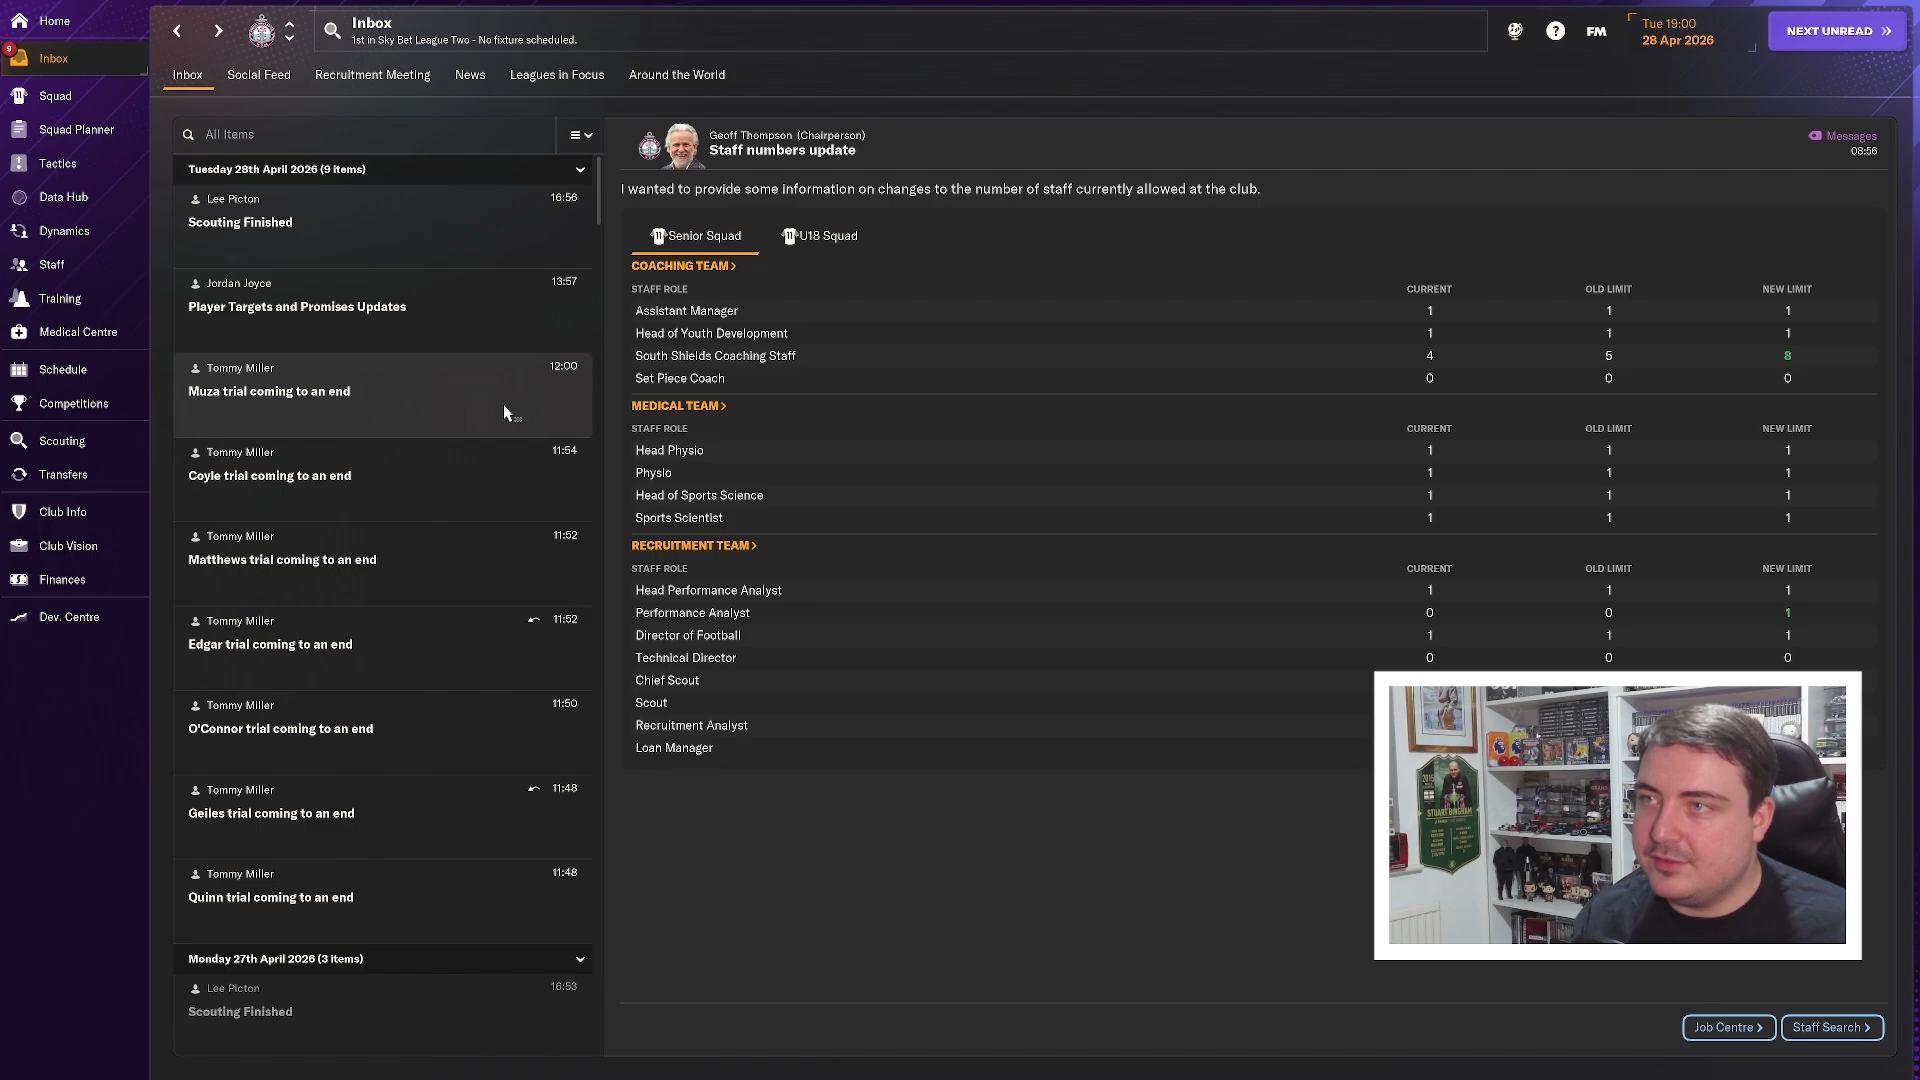 Home
9
Inbox
Squad
Squad Planner
Tactics
Data Hub
Dynamics
Staff
Training
Medical Centre
Schedule
Competitions
Scouting
Transfers
Club Info
Club Vision
Finances
Dev. Centre
Inbox
1st in Sky Bet League Two - No fixture scheduled.
FM
Tue 19:00
28 Apr 2026
NEXT UNREAD
Inbox Social Feed Recruitment Meeting News Leagues in Focus Around the World
All Items
Tuesday 28th April 2026 (9 items)
Lee Picton 16:56
Scouting Finished
Jordan Joyce 13:57
Player Targets and Promises Updates
Tommy Miller 12:00
Muza trial coming to an end
Tommy Miller 11:54
Coyle trial coming to an end
Tommy Miller 11:52
Matthews trial coming to an end
Tommy Miller 11:52
Edgar trial coming to an end
Tommy Miller 11:50
O'Connor trial coming to an end
Tommy Miller 11:48
Geiles trial coming to an end
Tommy Miller 11:48
Quinn trial coming to an end
Monday 27th April 2026 (3 items)
Lee Picton 16:53
Scouting Finished
Geoff Thompson (Chairperson)
Staff numbers update
Messages
08:56
I wanted to provide some information on changes to the number of staff currently allowed at the club.
Senior Squad U18 Squad
COACHING TEAM >
STAFF ROLE CURRENT OLD LIMIT NEW LIMIT
Assistant Manager 1 1 1
Head of Youth Development 1 1 1
South Shields Coaching Staff 4 5 8
Set Piece Coach 0 0 0
MEDICAL TEAM >
STAFF ROLE CURRENT OLD LIMIT NEW LIMIT
Head Physio 1 1 1
Physio 1 1 1
Head of Sports Science 1 1 1
Sports Scientist 1 1 1
RECRUITMENT TEAM >
STAFF ROLE CURRENT OLD LIMIT NEW LIMIT
Head Performance Analyst 1 1 1
Performance Analyst 0 0 1
Director of Football 1 1 1
Technical Director 0 0 0
Chief Scout
Scout
Recruitment Analyst
Loan Manager
STUART BINGHAM
Job Centre > Staff Search >